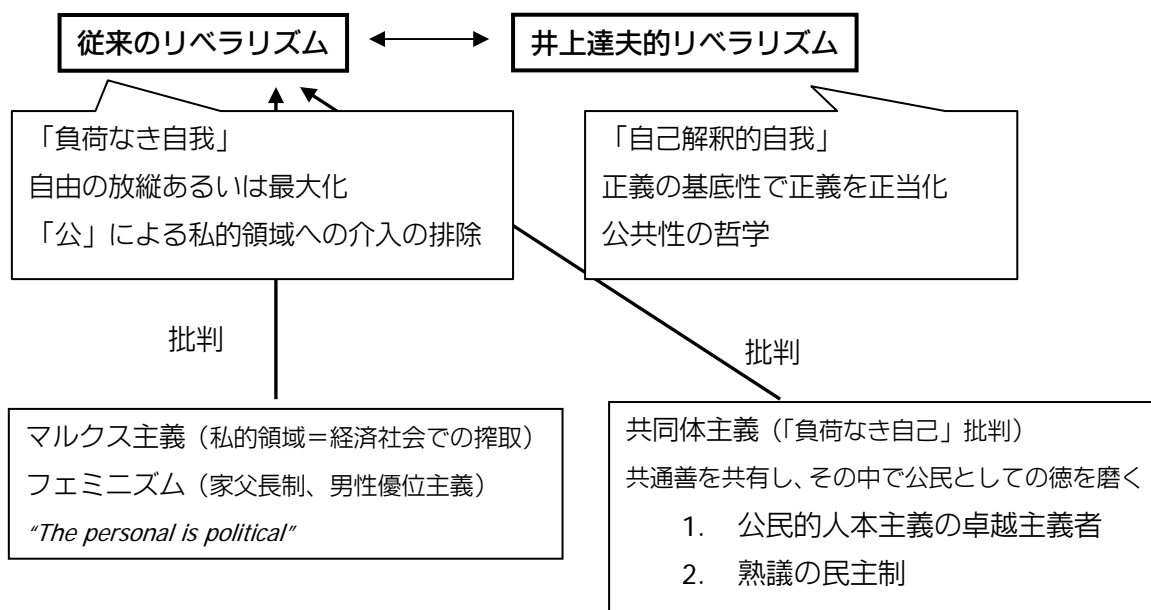 従来のリベラリズム
井上達夫的リベラリズム
「負荷なき自我」
自由の放縦あるいは最大化
「公」による私的領域への介入の排除
「自己解釈的自我」
正義の基底性で正義を正当化
公共性の哲学
批判
批判
マルクス主義（私的領域＝経済社会での搾取）
フェミニズム（家父長制、男性優位主義）
“The personal is political”
共同体主義（「負荷なき自己」批判）
共通善を共有し、その中で公民としての徳を磨く
1. 公民的人本主義の卓越主義者
2. 熟議の民主制